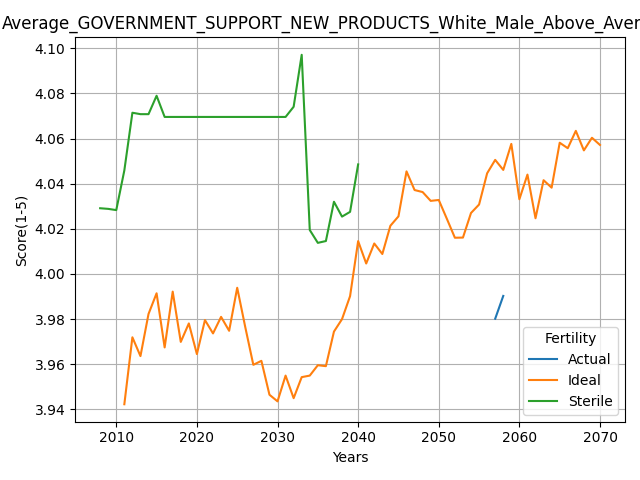 Average_GOVERNMENT_SUPPORT_NEW_PRODUCTS_White_Male_Above_Aver
4.10
4.08
4.06
4.04
4.02
4.00
3.98
3.96
3.94
Score(1-5)
Fertility
Actual
Ideal
Sterile
2010 2020 2030 2040 2050 2060 2070
Years